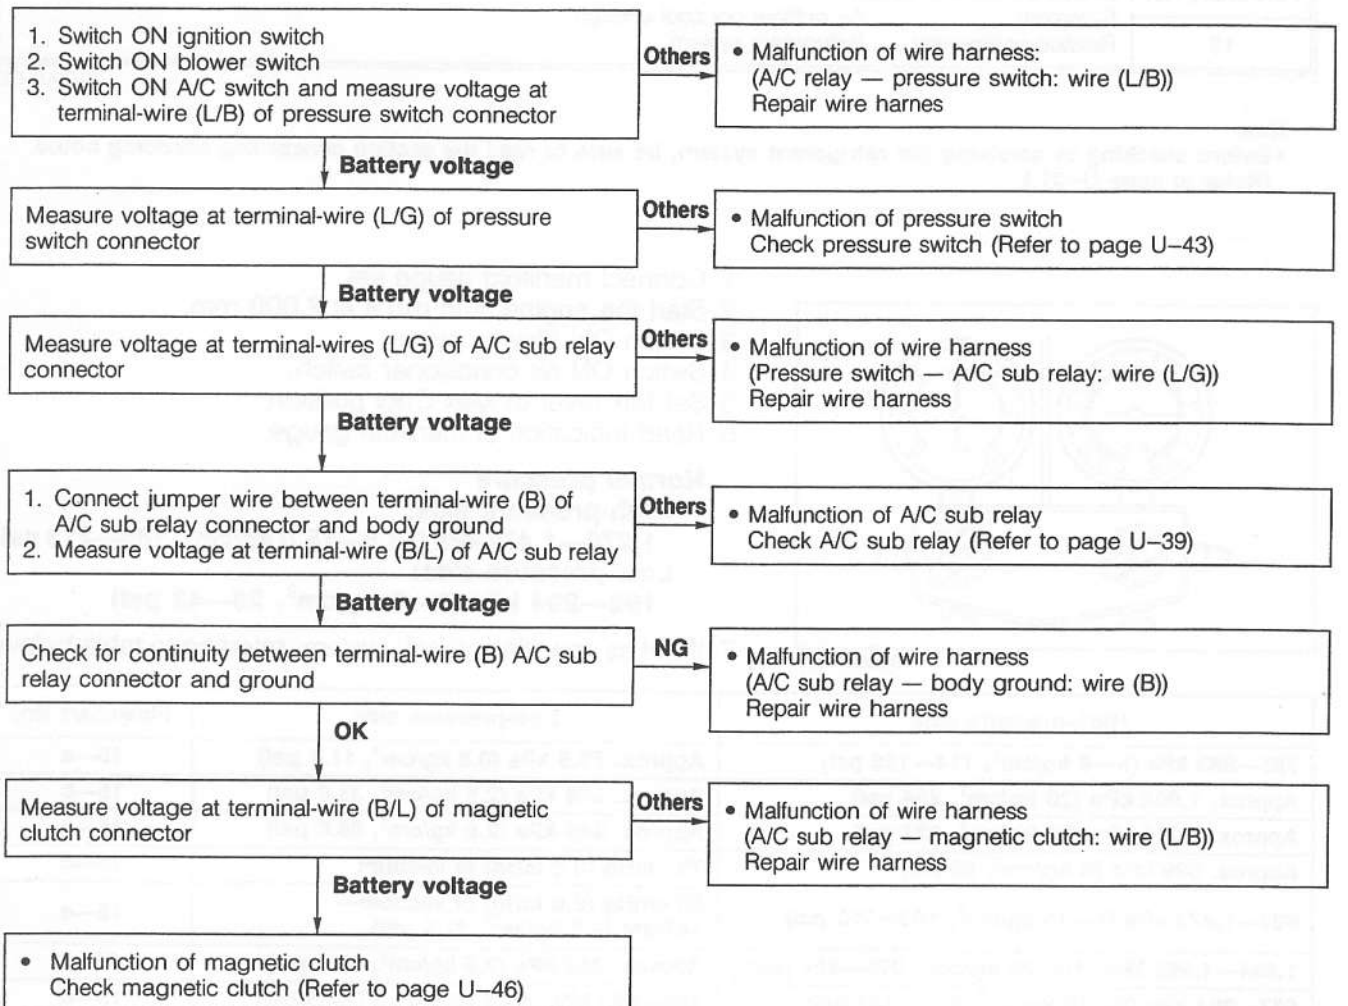 1. Switch ON ignition switch
2. Switch ON blower switch
3. Switch ON A/C switch and measure voltage at
terminal-wire (L/B) of pressure switch connector
Others
• Malfunction of wire harness:
(A/C relay — pressure switch: wire (L/B))
Repair wire harnes
Battery voltage
Measure voltage at terminal-wire (L/G) of pressure
switch connector
Others
• Malfunction of pressure switch
Check pressure switch (Refer to page U–43)
Battery voltage
Measure voltage at terminal-wires (L/G) of A/C sub relay
connector
Others
• Malfunction of wire harness
(Pressure switch — A/C sub relay: wire (L/G))
Repair wire harness
Battery voltage
1. Connect jumper wire between terminal-wire (B) of
A/C sub relay connector and body ground
2. Measure voltage at terminal-wire (B/L) of A/C sub relay
Others
• Malfunction of A/C sub relay
Check A/C sub relay (Refer to page U–39)
Battery voltage
Check for continuity between terminal-wire (B) A/C sub
relay connector and ground
NG
• Malfunction of wire harness
(A/C sub relay — body ground: wire (B))
Repair wire harness
OK
Measure voltage at terminal-wire (B/L) of magnetic
clutch connector
Others
• Malfunction of wire harness
(A/C sub relay — magnetic clutch: wire (L/B))
Repair wire harness
Battery voltage
• Malfunction of magnetic clutch
Check magnetic clutch (Refer to page U–46)